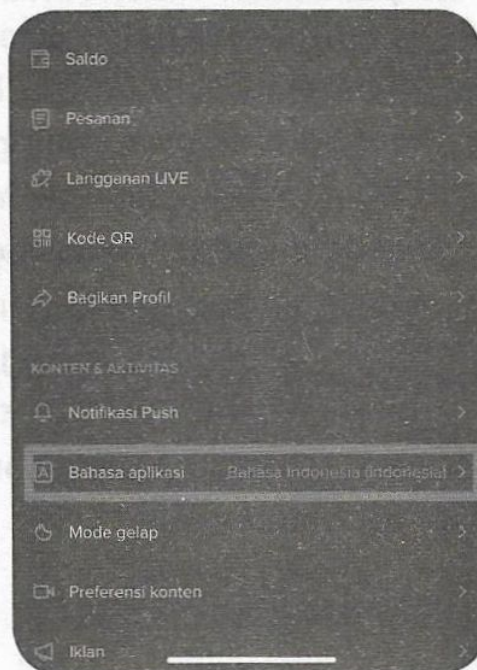 Saldo
Pesanan
Langganan LIVE
Kode QR
Bagikan Profil
KONTEN & AKTIVITAS
Notifikasi Push
Bahasa aplikasi Bahasa Indonesia (Indonesia)
Mode gelap
Preferensi konten
Iklan